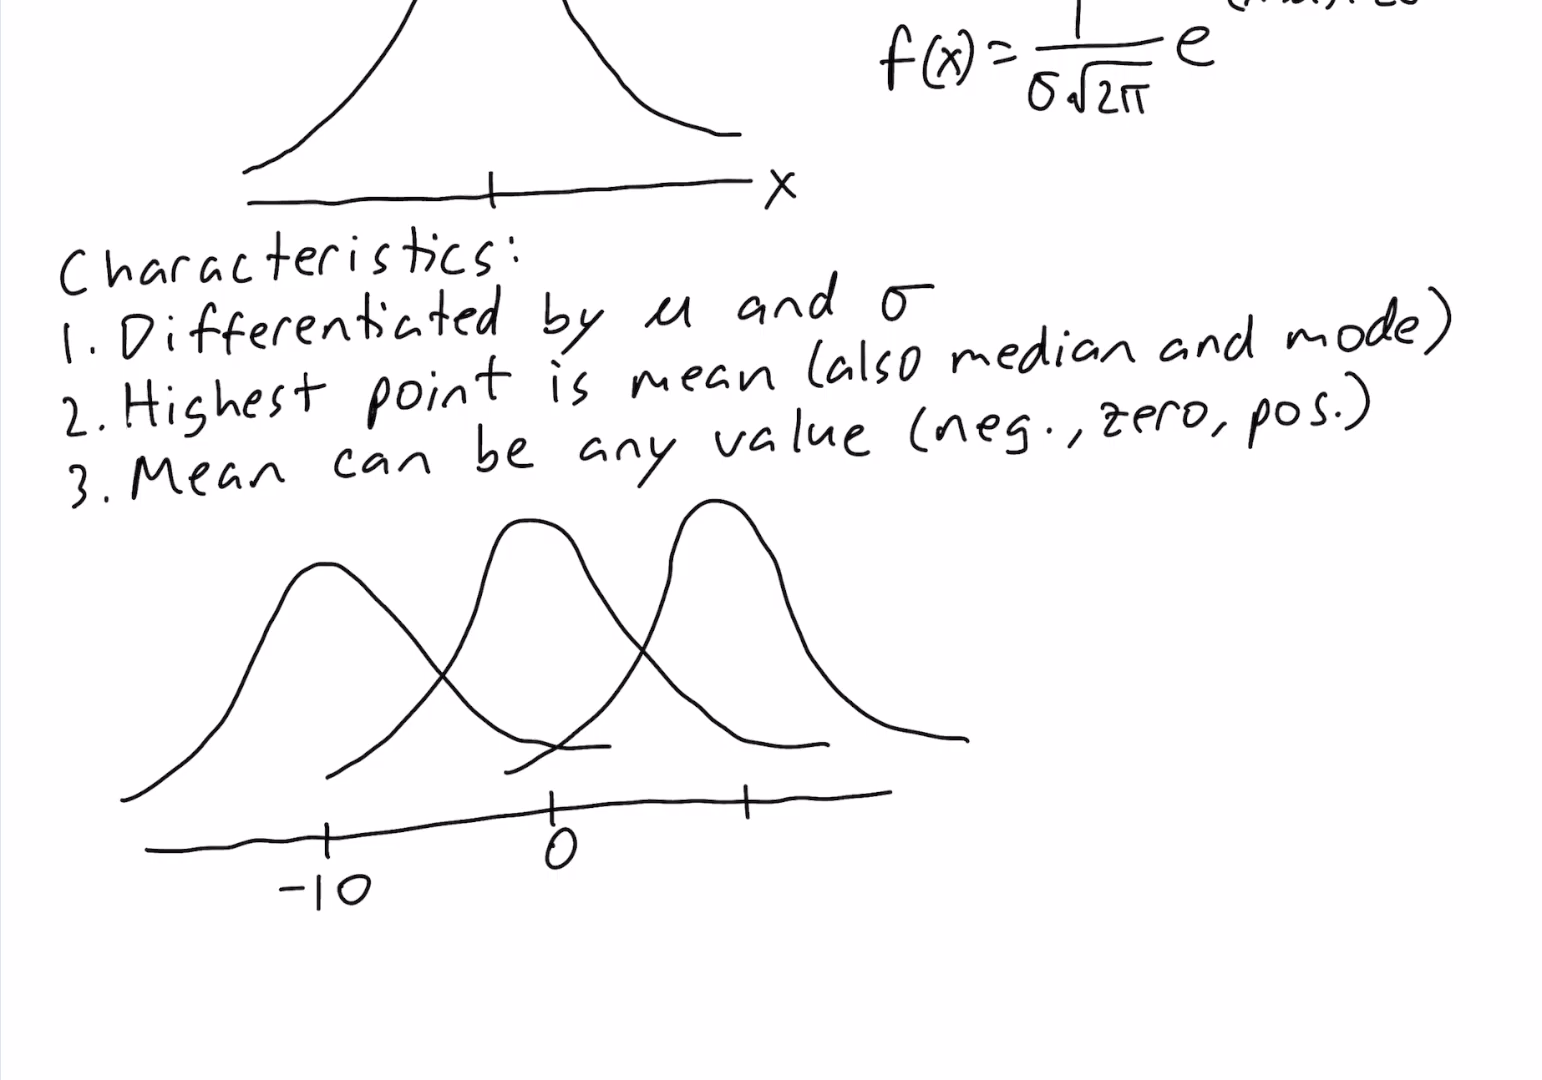 f(x) = 1/(σ√2π) e
x
Characteristics:
1. Differentiated by μ and σ
2. Highest point is mean (also median and mode)
3. Mean can be any value (neg., zero, pos.)
-10 0